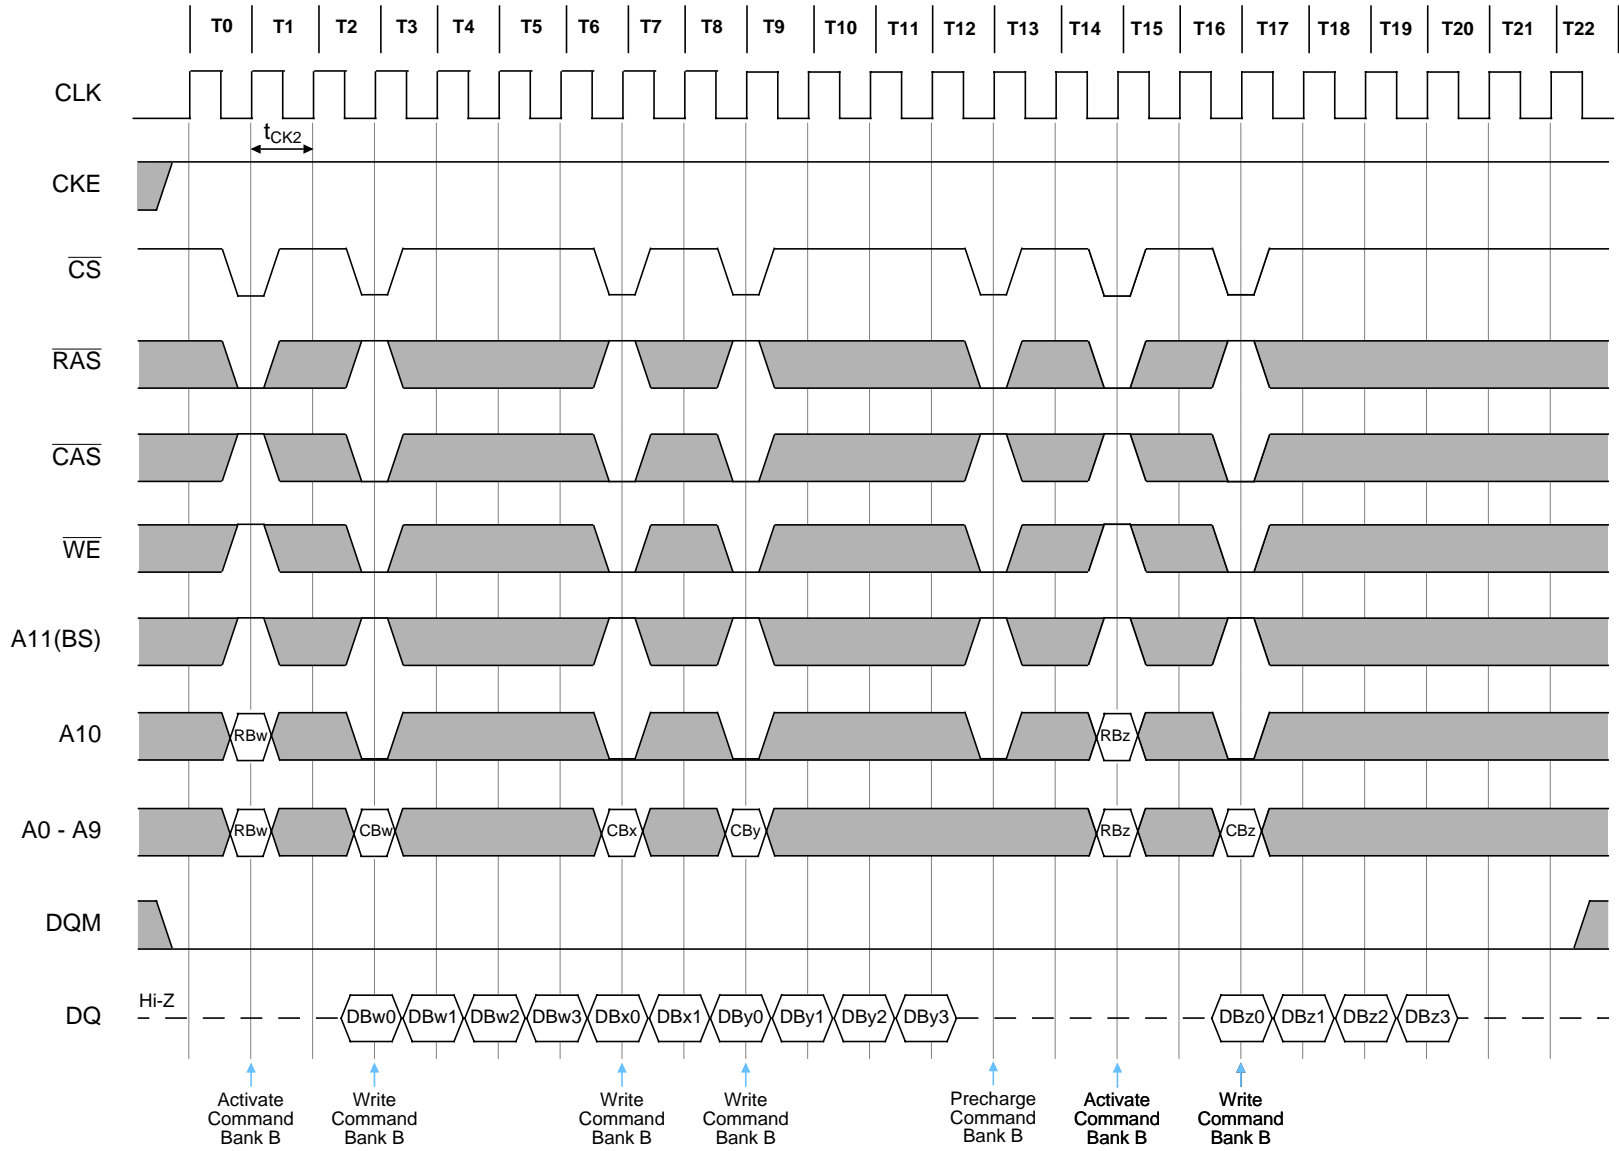 T0 T1 T2 T3 T4 T5 T6 T7 T8 T9 T10 T11 T12 T13 T14 T15 T16 T17 T18 T19 T20 T21 T22
CLK
tCK2
CKE
CS
RAS
CAS
WE
A11(BS)
A10 RBw RBz
A0 - A9 RBw CBw CBx CBy RBz CBz
DQM
Hi-Z
DQ DBw0 DBw1 DBw2 DBw3 DBx0 DBx1 DBy0 DBy1 DBy2 DBy3 DBz0 DBz1 DBz2 DBz3
Activate
Command
Bank B
Write
Command
Bank B
Write
Command
Bank B
Write
Command
Bank B
Precharge
Command
Bank B
Activate
Command
Bank B
Write
Command
Bank B